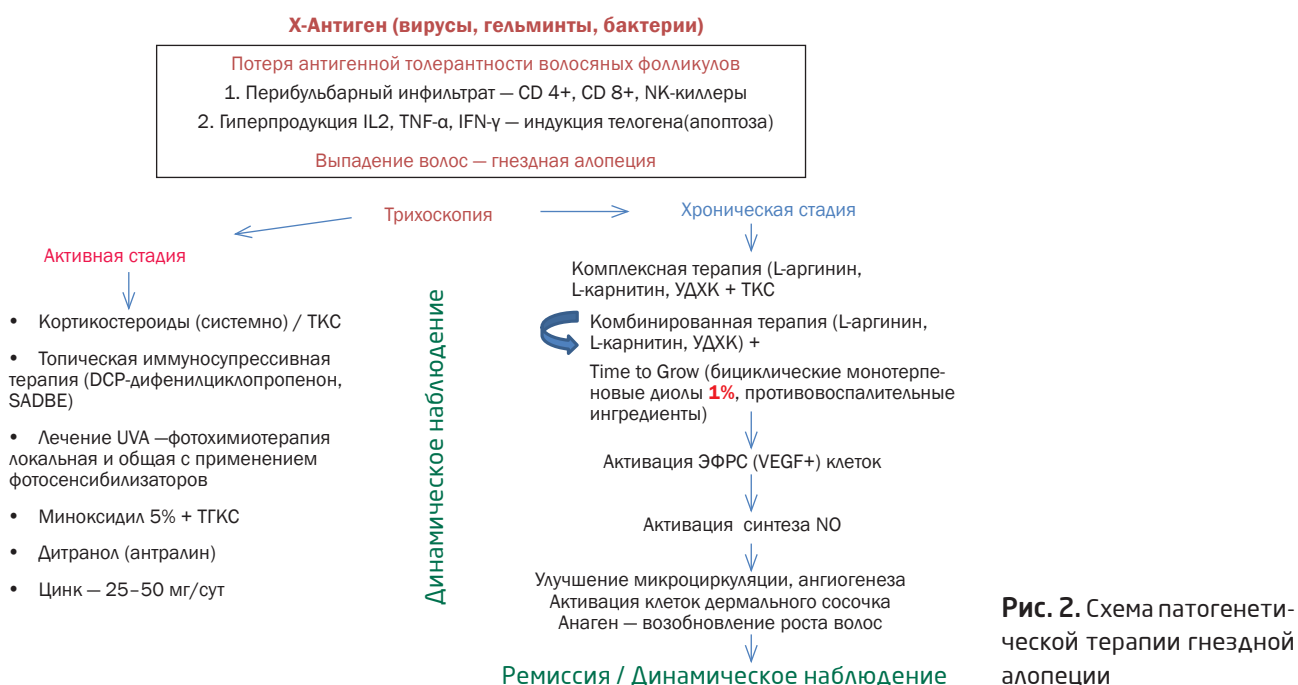 Х-Антиген (вирусы, гельминты, бактерии)
Потеря антигенной толерантности волосяных фолликулов
1. Перибульбарный инфильтрат — CD 4+, CD 8+, NK-киллеры
2. Гиперпродукция IL2, TNF-α, IFN-γ — индукция телогена(апоптоза)
Выпадение волос — гнездная алопеция
Трихоскопия
Активная стадия
• Кортикостероиды (системно) / ТКС
• Топическая иммуносупрессивная
терапия (DCP-дифенилциклопропенон,
SADBE)
• Лечение UVA —фотохимиотерапия
локальная и общая с применением
фотосенсибилизаторов
• Миноксидил 5% + ТГКС
• Дитранол (антралин)
• Цинк — 25–50 мг/сут
Динамическое наблюдение
Хроническая стадия
Комплексная терапия (L-аргинин,
L-карнитин, УДХК + ТКС
Комбинированная терапия (L-аргинин,
L-карнитин, УДХК) +
Time to Grow (бициклические монотерпе-
новые диолы 1%, противовоспалительные
ингредиенты)
Активация ЭФРС (VEGF+) клеток
Активация синтеза NO
Улучшение микроциркуляции, ангиогенеза
Активация клеток дермального сосочка
Анаген — возобновление роста волос
Ремиссия / Динамическое наблюдение
Рис. 2. Схема патогенети-
ческой терапии гнездной
алопеции